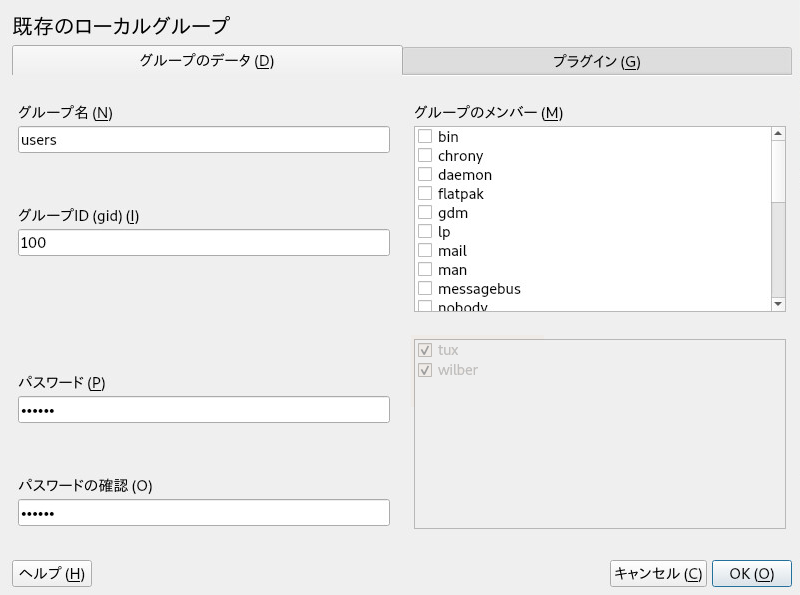 既存のローカルグループ
グループのデータ (D)
プラグイン (G)
グループ名 (N)
users
グループID (gid) (I)
100
パスワード (P)
••••••
パスワードの確認 (O)
••••••
グループのメンバー (M)
bin
chrony
daemon
flatpak
gdm
lp
mail
man
messagebus
nobody
tux
wilber
ヘルプ (H)
キャンセル (C)
OK (O)